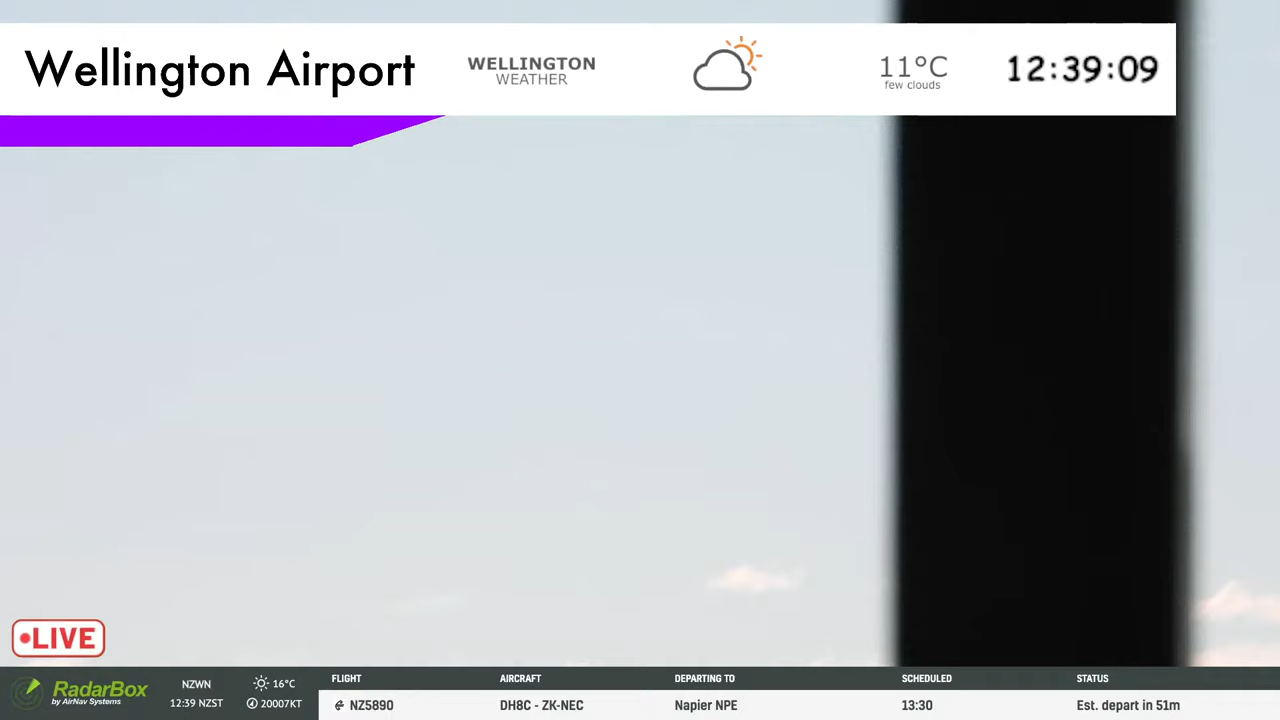 Wellington Airport
WELLINGTON
WEATHER
11°C
few clouds
12:39:09
•LIVE
RadarBox
by AirNav Systems
NZWN
12:39 NZST
16°C
20007KT
FLIGHT AIRCRAFT DEPARTING TO SCHEDULED STATUS
NZ5890 DH8C - ZK-NEC Napier NPE 13:30 Est. depart in 51m